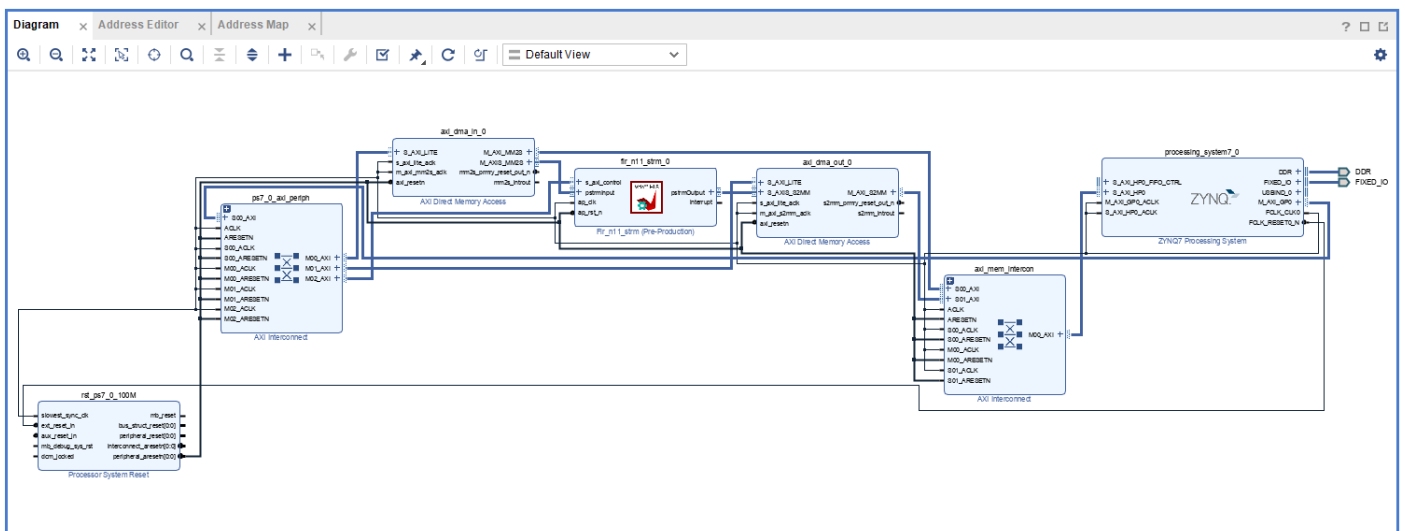 Diagram
Address Editor
Address Map
Default View
axi_dma_in_0
S_AXI_LITE
s_axi_lite_aclk
m_axi_mm2s_aclk
axi_resetn
M_AXI_MM2S
M_AXIS_MM2S
mm2s_prmry_reset_out_n
mm2s_introut
AXI Direct Memory Access
fir_n11_strm_0
s_axi_control
pstrmInput
ap_clk
ap_rst_n
pstrmOutput
interrupt
Fir_n11_strm (Pre-Production)
axi_dma_out_0
S_AXI_LITE
S_AXIS_S2MM
s_axi_lite_aclk
m_axi_s2mm_aclk
axi_resetn
M_AXI_S2MM
s2mm_prmry_reset_out_n
s2mm_introut
AXI Direct Memory Access
processing_system7_0
S_AXI_HP0_FIFO_CTRL
S_AXI_HP0
M_AXI_GP0_ACLK
S_AXI_HP0_ACLK
ZYNQ
DDR
FIXED_IO
USBIND_0
M_AXI_GP0
FCLK_CLK0
FCLK_RESET0_N
ZYNQ7 Processing System
DDR
FIXED_IO
ps7_0_axi_periph
S00_AXI
ACLK
ARESETN
S00_ACLK
S00_ARESETN
M00_ACLK
M00_ARESETN
M01_ACLK
M01_ARESETN
M02_ACLK
M02_ARESETN
M00_AXI
M01_AXI
M02_AXI
AXI Interconnect
axi_mem_intercon
S00_AXI
S01_AXI
ACLK
ARESETN
S00_ACLK
S00_ARESETN
M00_ACLK
M00_ARESETN
S01_ACLK
S01_ARESETN
M00_AXI
AXI Interconnect
rst_ps7_0_100M
slowest_sync_clk
ext_reset_in
aux_reset_in
mb_debug_sys_rst
dcm_locked
mb_reset
bus_struct_reset[0:0]
peripheral_reset[0:0]
interconnect_aresetn[0:0]
peripheral_aresetn[0:0]
Processor System Reset